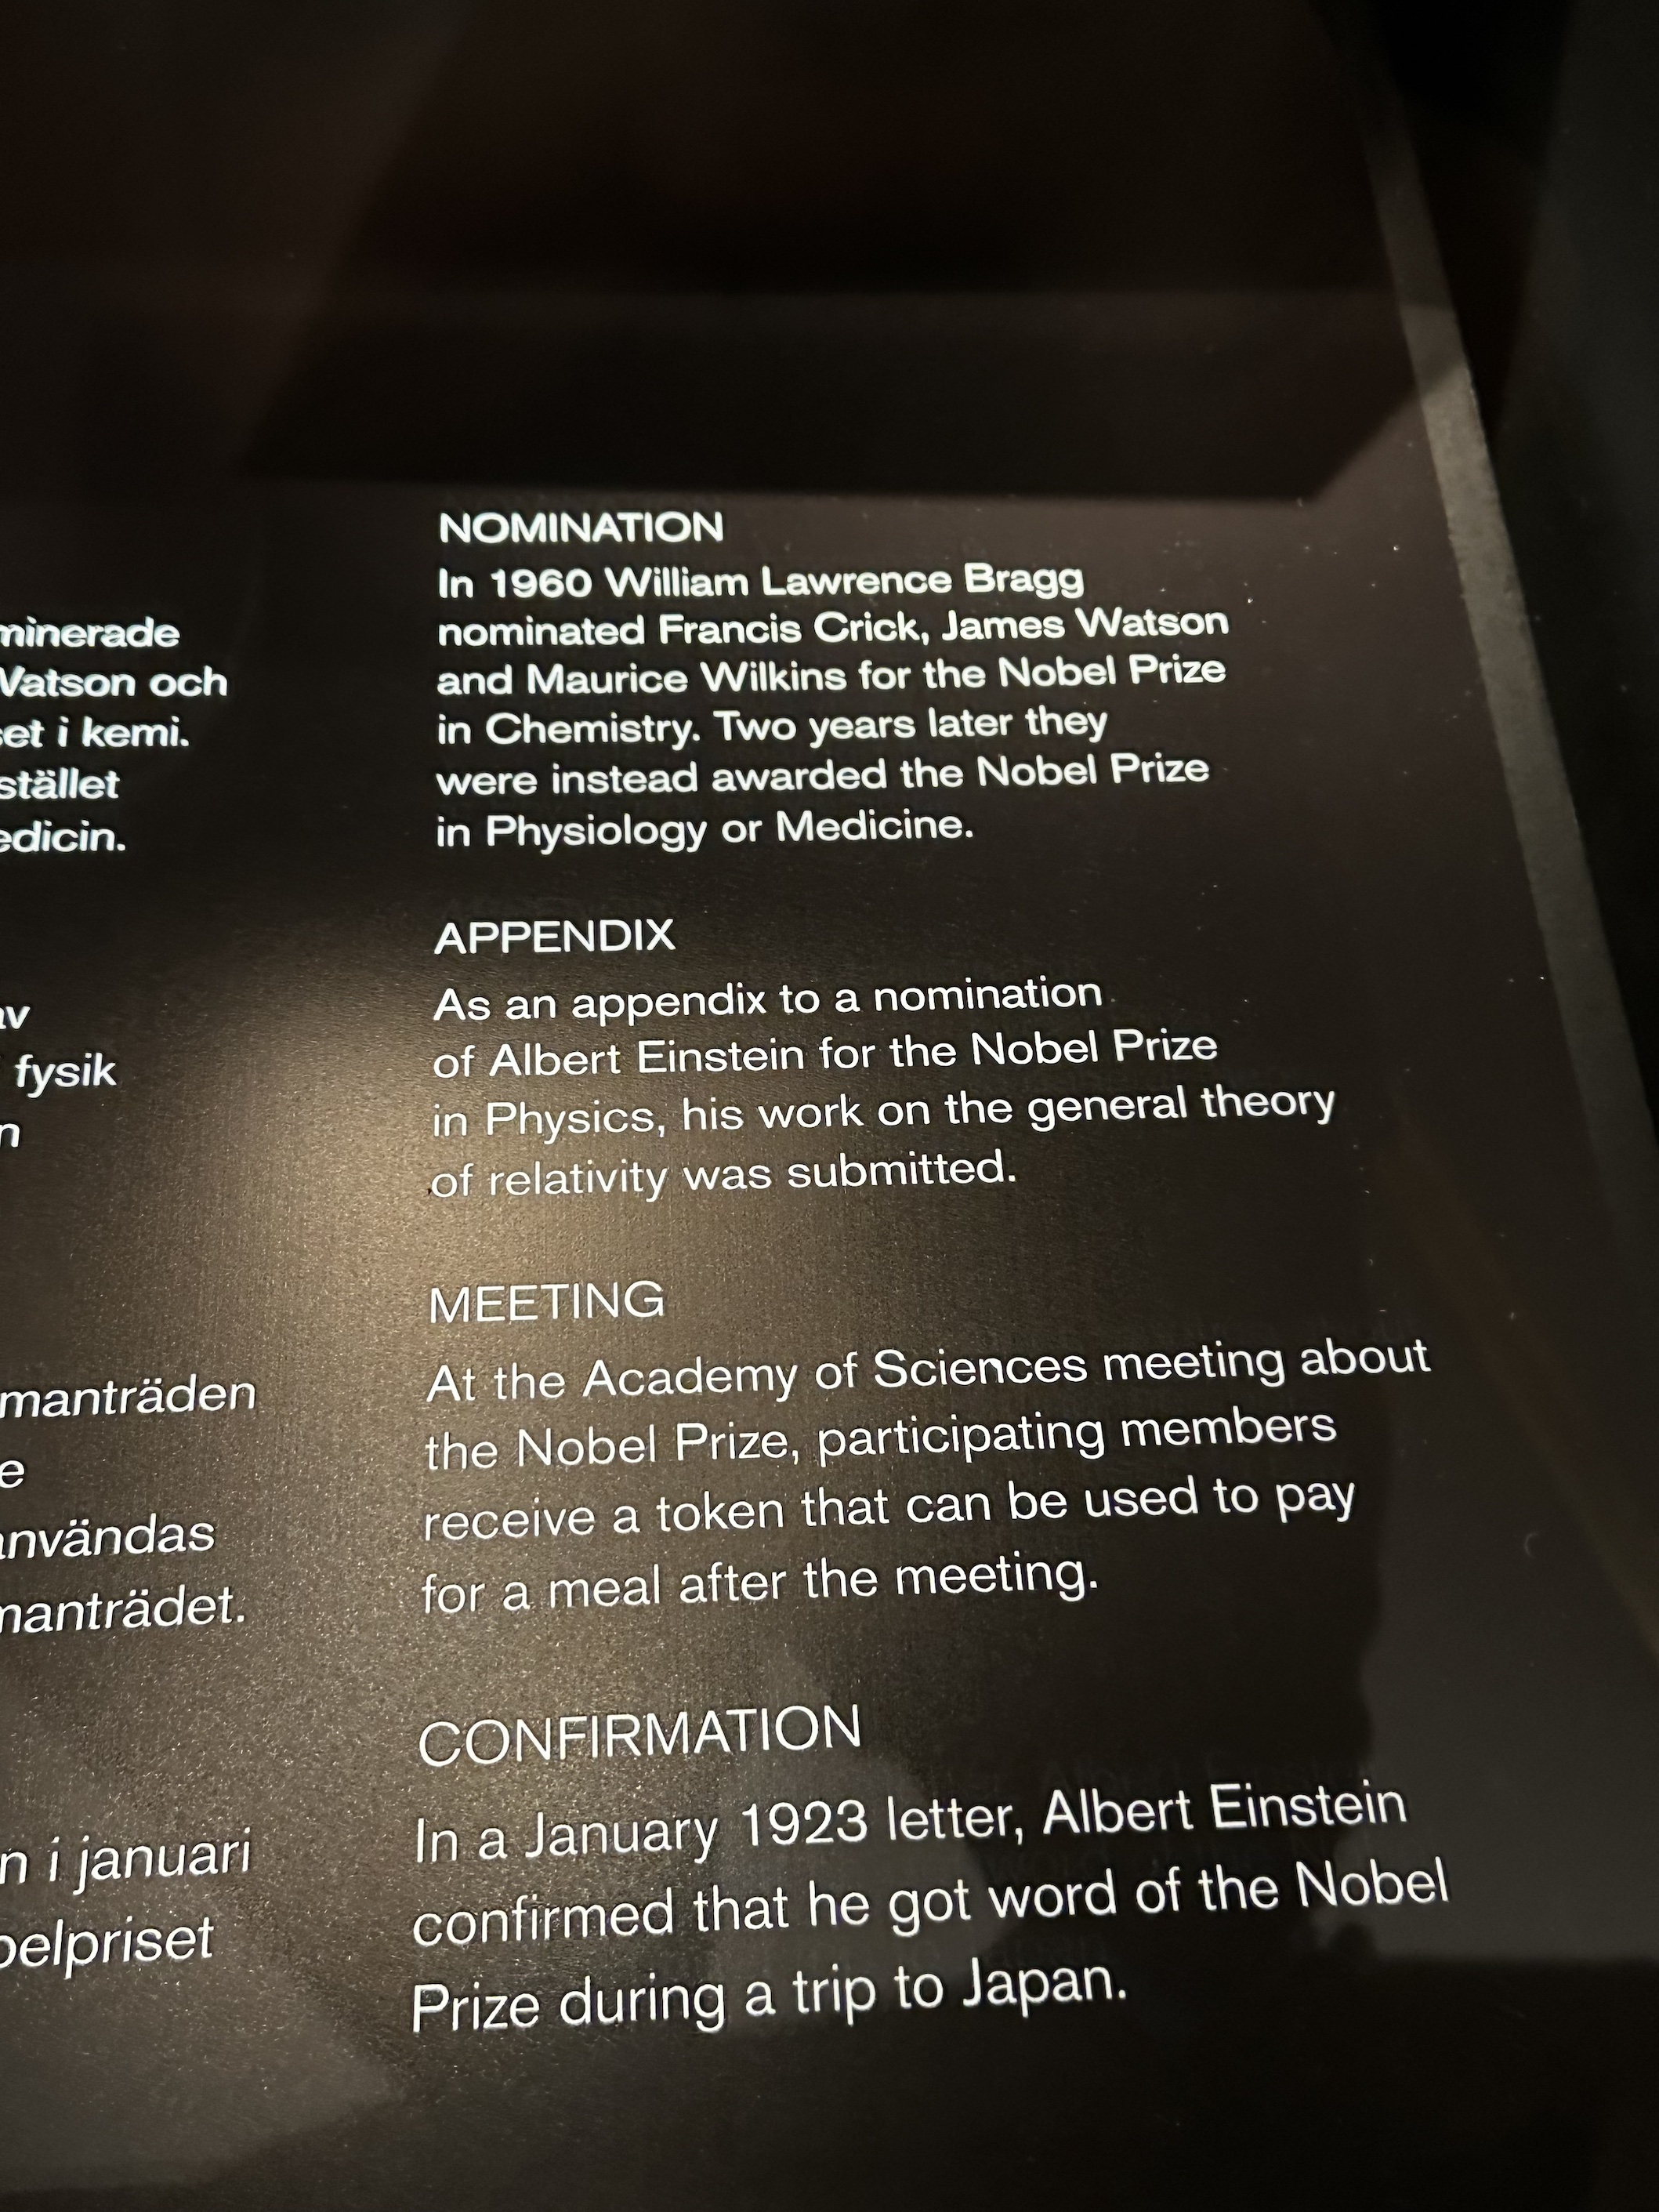 minerade
Watson och
set i kemi.
stället
edicin.
av
fysik
n
manträden
e
användas
manträdet.
n i januari
belpriset
NOMINATION
In 1960 William Lawrence Bragg
nominated Francis Crick, James Watson
and Maurice Wilkins for the Nobel Prize
in Chemistry. Two years later they
were instead awarded the Nobel Prize
in Physiology or Medicine.
APPENDIX
As an appendix to a nomination
of Albert Einstein for the Nobel Prize
in Physics, his work on the general theory
of relativity was submitted.
MEETING
At the Academy of Sciences meeting about
the Nobel Prize, participating members
receive a token that can be used to pay
for a meal after the meeting.
CONFIRMATION
In a January 1923 letter, Albert Einstein
confirmed that he got word of the Nobel
Prize during a trip to Japan.